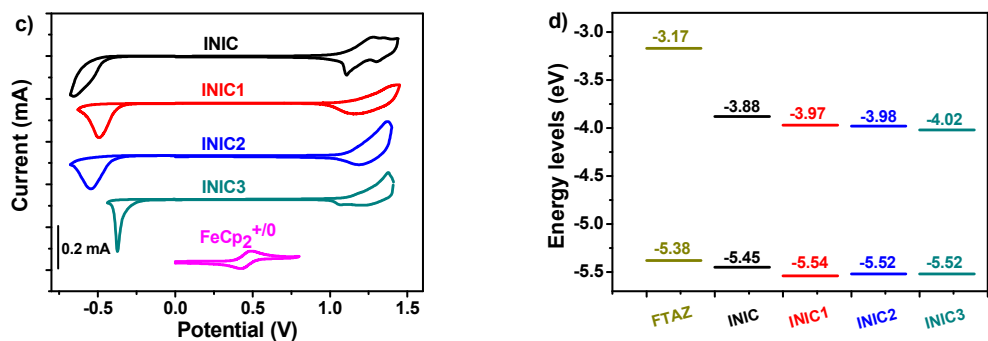 c)
Current (mA)
INIC
INIC1
INIC2
INIC3
FeCp2+/0
0.2 mA
-0.5 0.0 0.5 1.0 1.5
Potential (V)
d)
Energy levels (eV)
-3.0
-3.5
-4.0
-4.5
-5.0
-5.5
-3.17
-3.88
-3.97
-3.98
-4.02
-5.38
-5.45
-5.54
-5.52
-5.52
FTAZ INIC INIC1 INIC2 INIC3